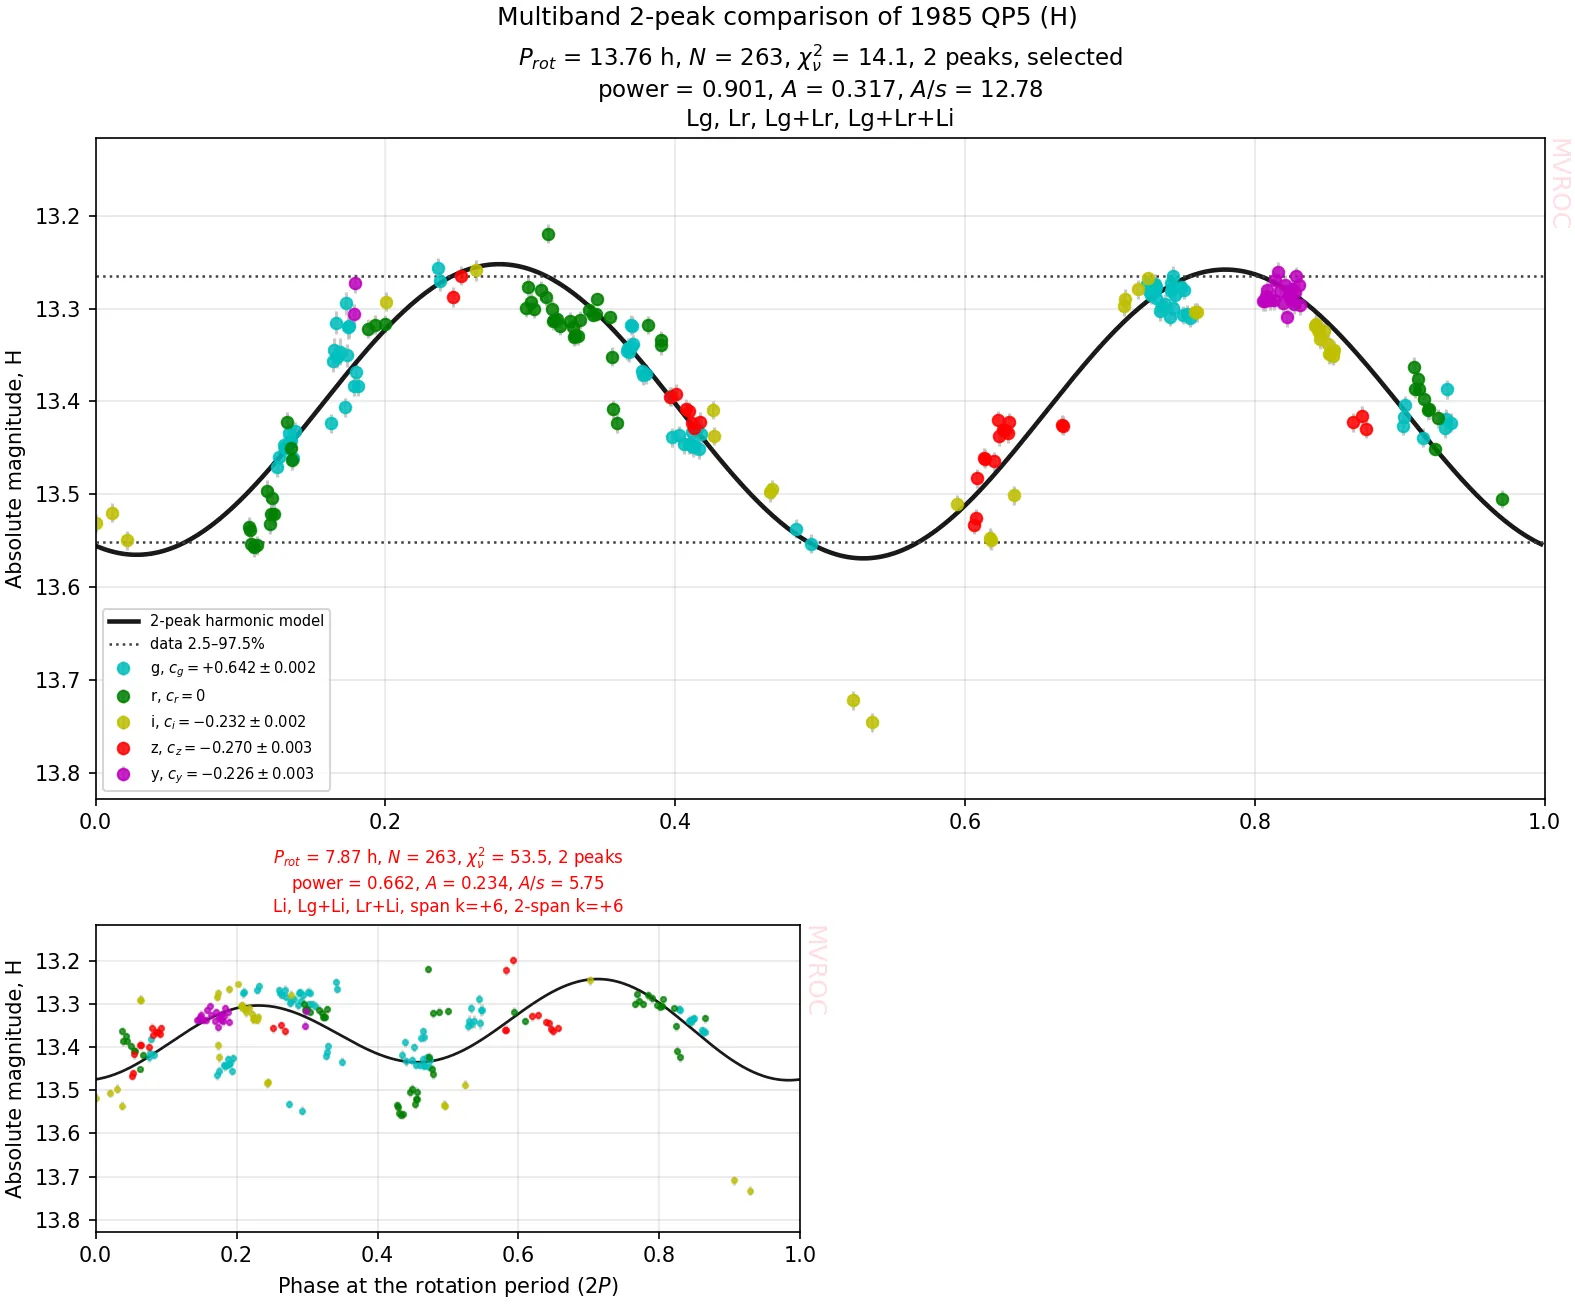 Multiband 2-peak comparison of 1985 QP5 (H)
P_rot = 13.76 h, N = 263, χ²_ν = 14.1, 2 peaks, selected
power = 0.901, A = 0.317, A/s = 12.78
Lg, Lr, Lg+Lr, Lg+Lr+Li
MVROC
Absolute magnitude, H
13.2
13.3
13.4
13.5
13.6
13.7
13.8
2-peak harmonic model
data 2.5–97.5%
g, c_g = +0.642 ± 0.002
r, c_r = 0
i, c_i = −0.232 ± 0.002
z, c_z = −0.270 ± 0.003
y, c_y = −0.226 ± 0.003
0.0 0.2 0.4 0.6 0.8 1.0
P_rot = 7.87 h, N = 263, χ²_ν = 53.5, 2 peaks
power = 0.662, A = 0.234, A/s = 5.75
Li, Lg+Li, Lr+Li, span k=+6, 2-span k=+6
MVROC
Absolute magnitude, H
13.2
13.3
13.4
13.5
13.6
13.7
13.8
0.0 0.2 0.4 0.6 0.8 1.0
Phase at the rotation period (2P)